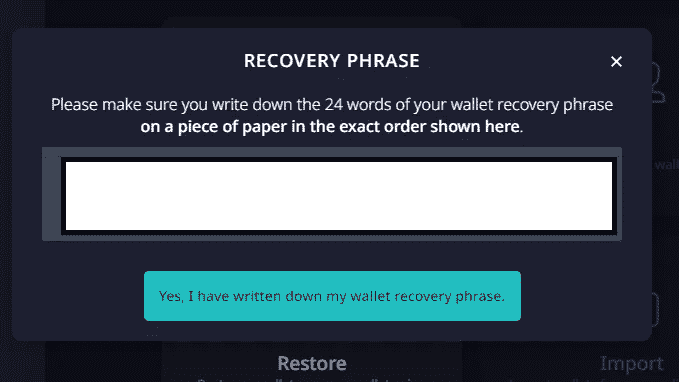 RECOVERY PHRASE
Please make sure you write down the 24 words of your wallet recovery phrase
on a piece of paper in the exact order shown here.
Yes, I have written down my wallet recovery phrase.
Restore
Import